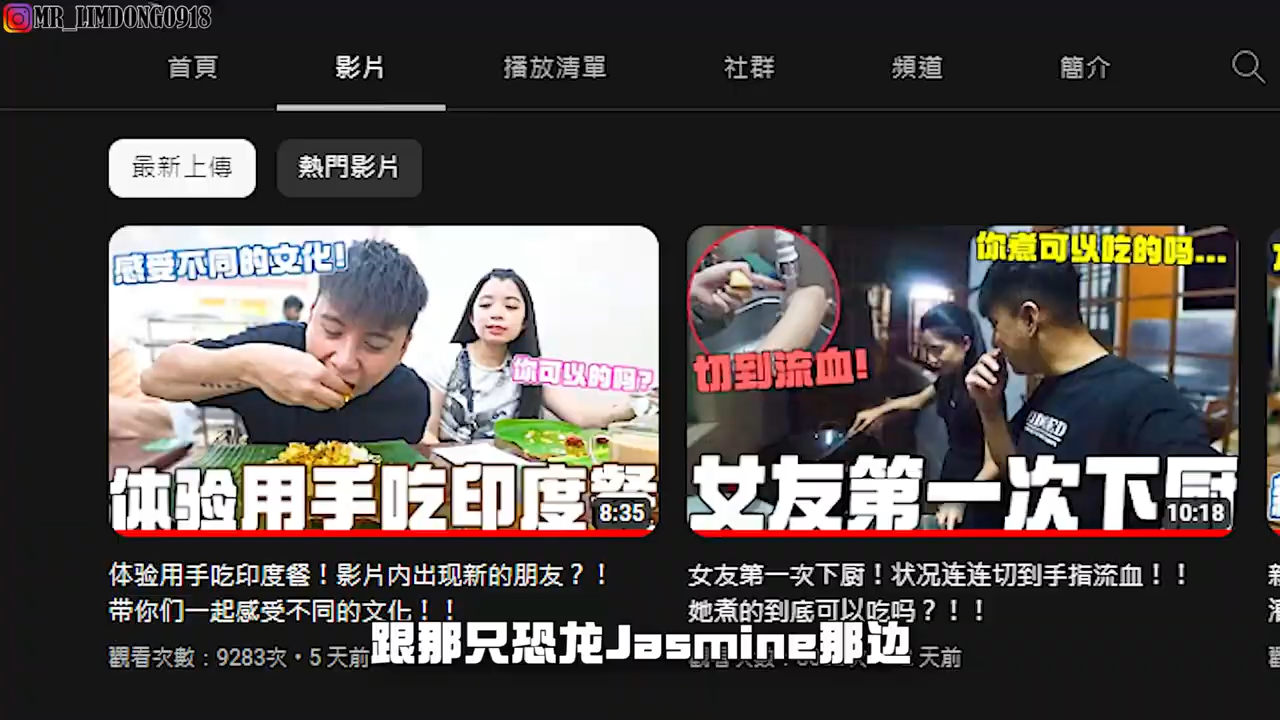 MR_LIMDONG0918
首頁 影片 播放清單 社群 頻道 簡介
最新上傳 熱門影片
感受不同的文化!
你可以的吗?
体验用手吃印度餐
8:35
你煮可以吃的吗...
切到流血!
女友第一次下厨
10:18
体验用手吃印度餐！影片内出现新的朋友？！
带你们一起感受不同的文化！！
觀看次數：9283次・5 天前
女友第一次下厨！状况连连切到手指流血！！
她煮的到底可以吃吗？！！
天前
跟那只恐龙Jasmine那边